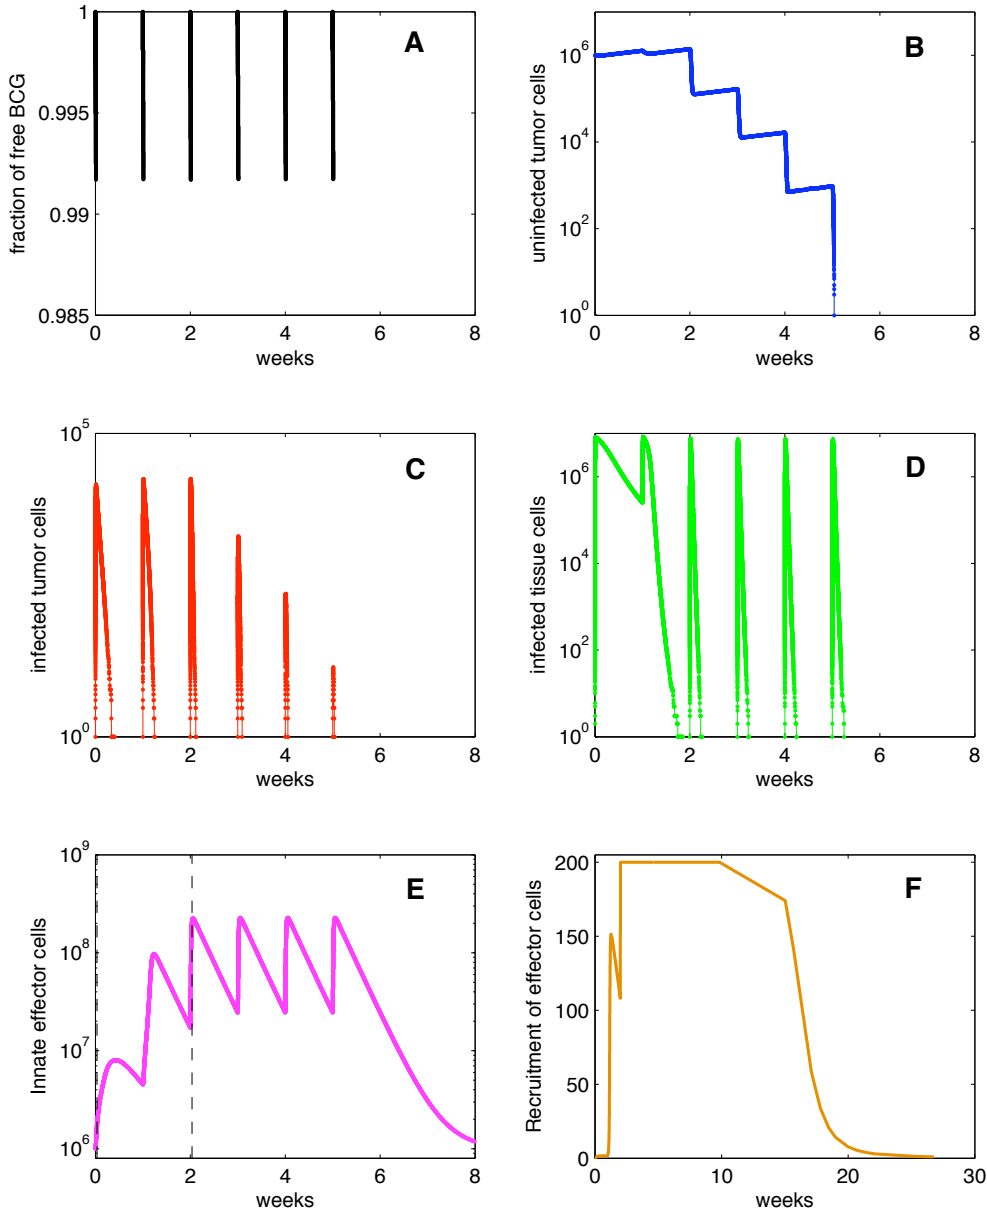 A
1
0.995
0.99
0.985
fraction of free BCG
0 2 4 6 8
weeks
B
10^6
10^4
10^2
10^0
uninfected tumor cells
0 2 4 6 8
weeks
C
10^5
10^0
infected tumor cells
0 2 4 6 8
weeks
D
10^6
10^4
10^2
10^0
infected tissue cells
0 2 4 6 8
weeks
E
10^9
10^8
10^7
10^6
Innate effector cells
0 2 4 6 8
weeks
F
200
150
100
50
0
Recruitment of effector cells
0 10 20 30
weeks